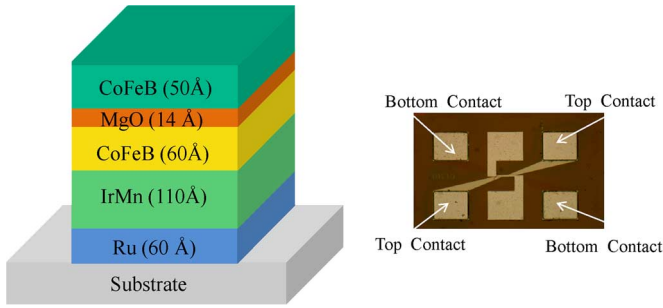 CoFeB (50Å)
MgO (14 Å)
CoFeB (60Å)
IrMn (110Å)
Ru (60 Å)
Substrate
Bottom Contact
Top Contact
Top Contact
Bottom Contact